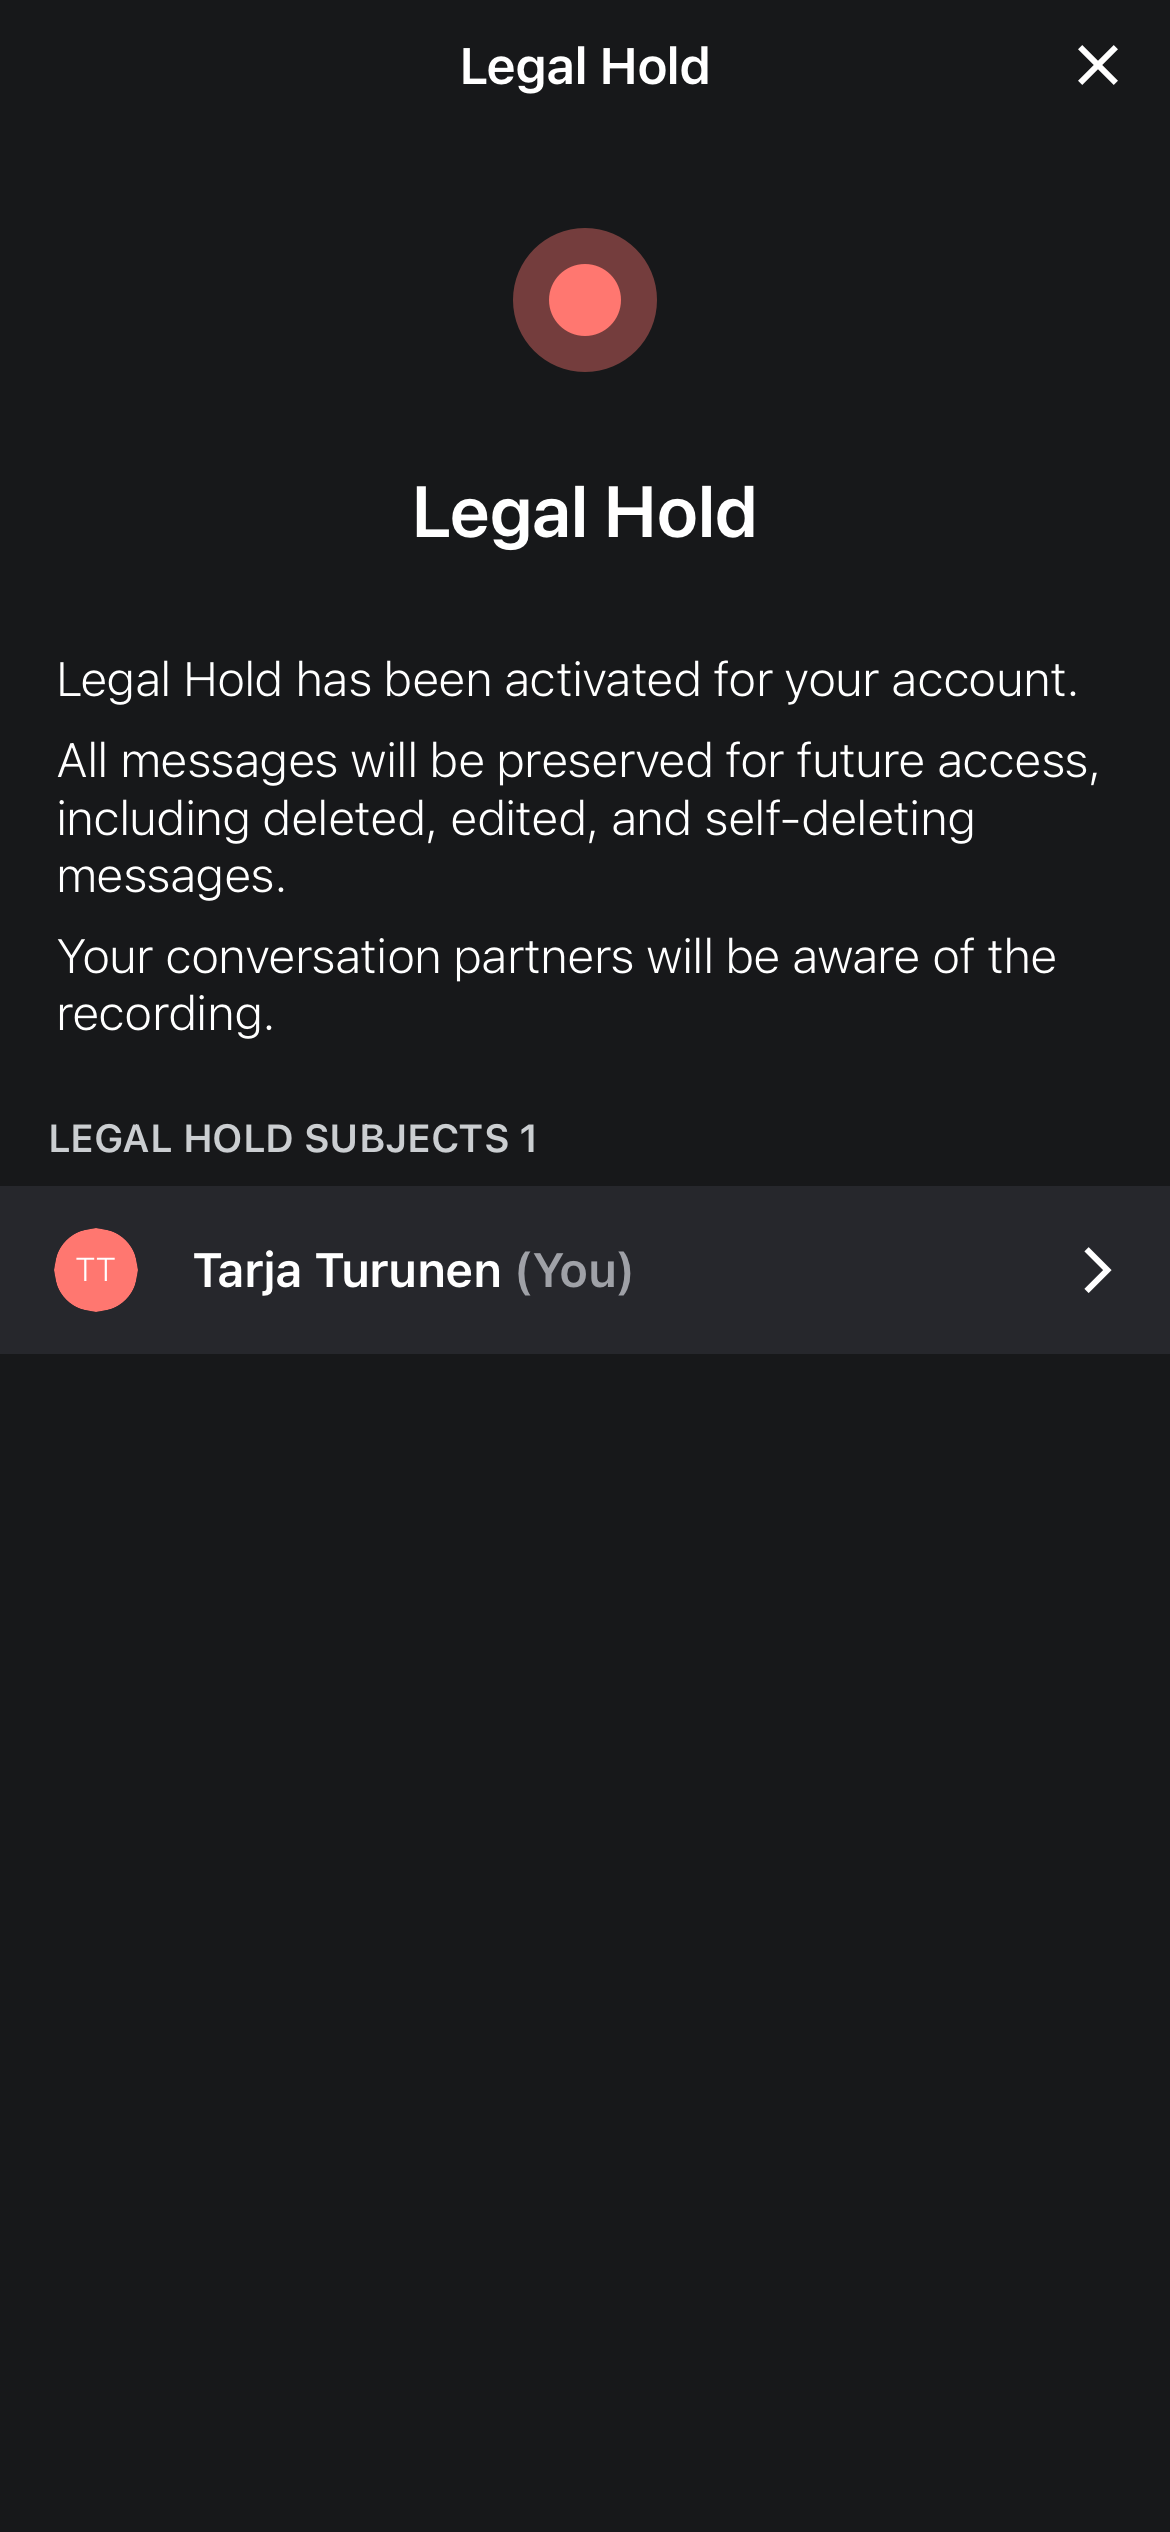 Legal Hold
Legal Hold
Legal Hold has been activated for your account.
All messages will be preserved for future access,
including deleted, edited, and self-deleting
messages.
Your conversation partners will be aware of the
recording.
LEGAL HOLD SUBJECTS 1
TT
Tarja Turunen (You)